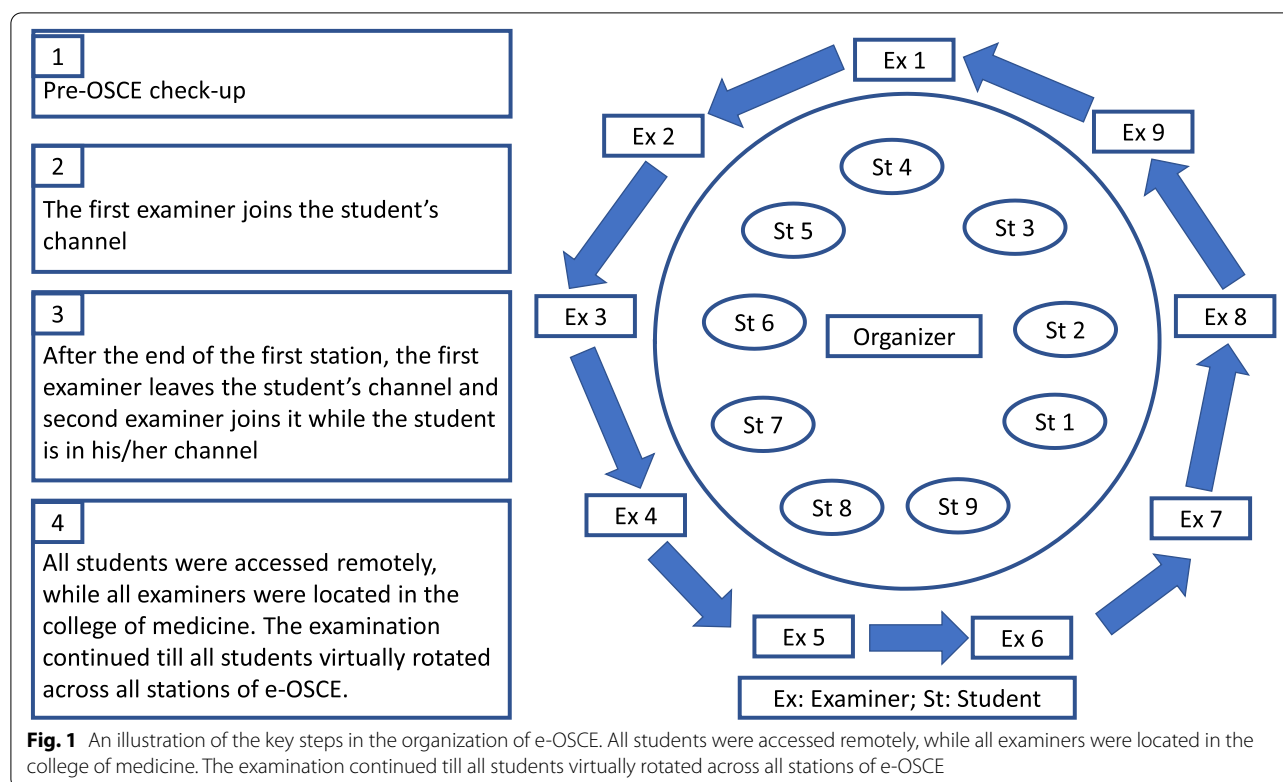 1
Pre-OSCE check-up
2
The first examiner joins the student's
channel
3
After the end of the first station, the first
examiner leaves the student's channel and
second examiner joins it while the student
is in his/her channel
4
All students were accessed remotely,
while all examiners were located in the
college of medicine. The examination
continued till all students virtually rotated
across all stations of e-OSCE.
Ex 1
Ex 2
Ex 9
St 4
St 5
St 3
Ex 3
St 6
Organizer
St 2
Ex 8
St 7
St 1
Ex 4
St 8
St 9
Ex 7
Ex 5
Ex 6
Ex: Examiner; St: Student
Fig. 1 An illustration of the key steps in the organization of e-OSCE. All students were accessed remotely, while all examiners were located in the
college of medicine. The examination continued till all students virtually rotated across all stations of e-OSCE